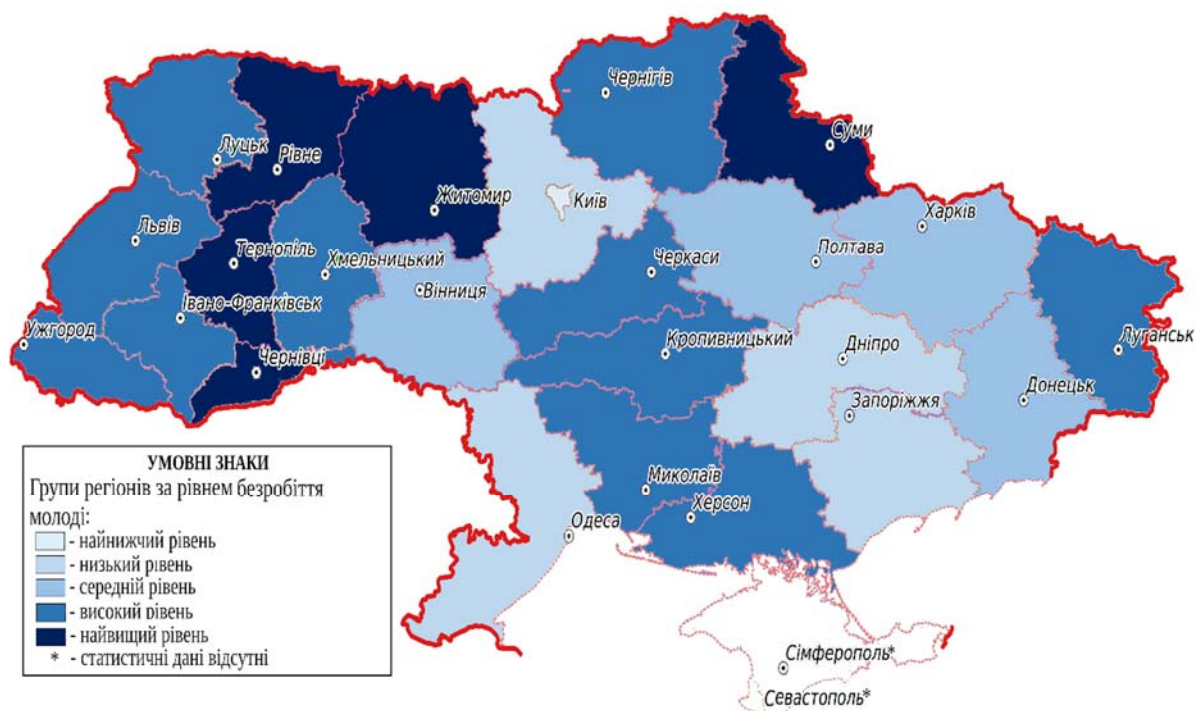 Чернігів
Суми
Луцьк
Рівне
Житомир
Київ
Харків
Львів
Тернопіль
Хмельницький
Черкаси
Полтава
Вінниця
Івано-Франківськ
Ужгород
Чернівці
Кропивницький
Дніпро
Луганськ
Донецьк
Запоріжжя
Миколаїв
Херсон
Одеса
Сімферополь*
Севастополь*
УМОВНІ ЗНАКИ
Групи регіонів за рівнем безробіття
молоді:
- найнижчий рівень
- низький рівень
- середній рівень
- високий рівень
- найвищий рівень
* - статистичні дані відсутні